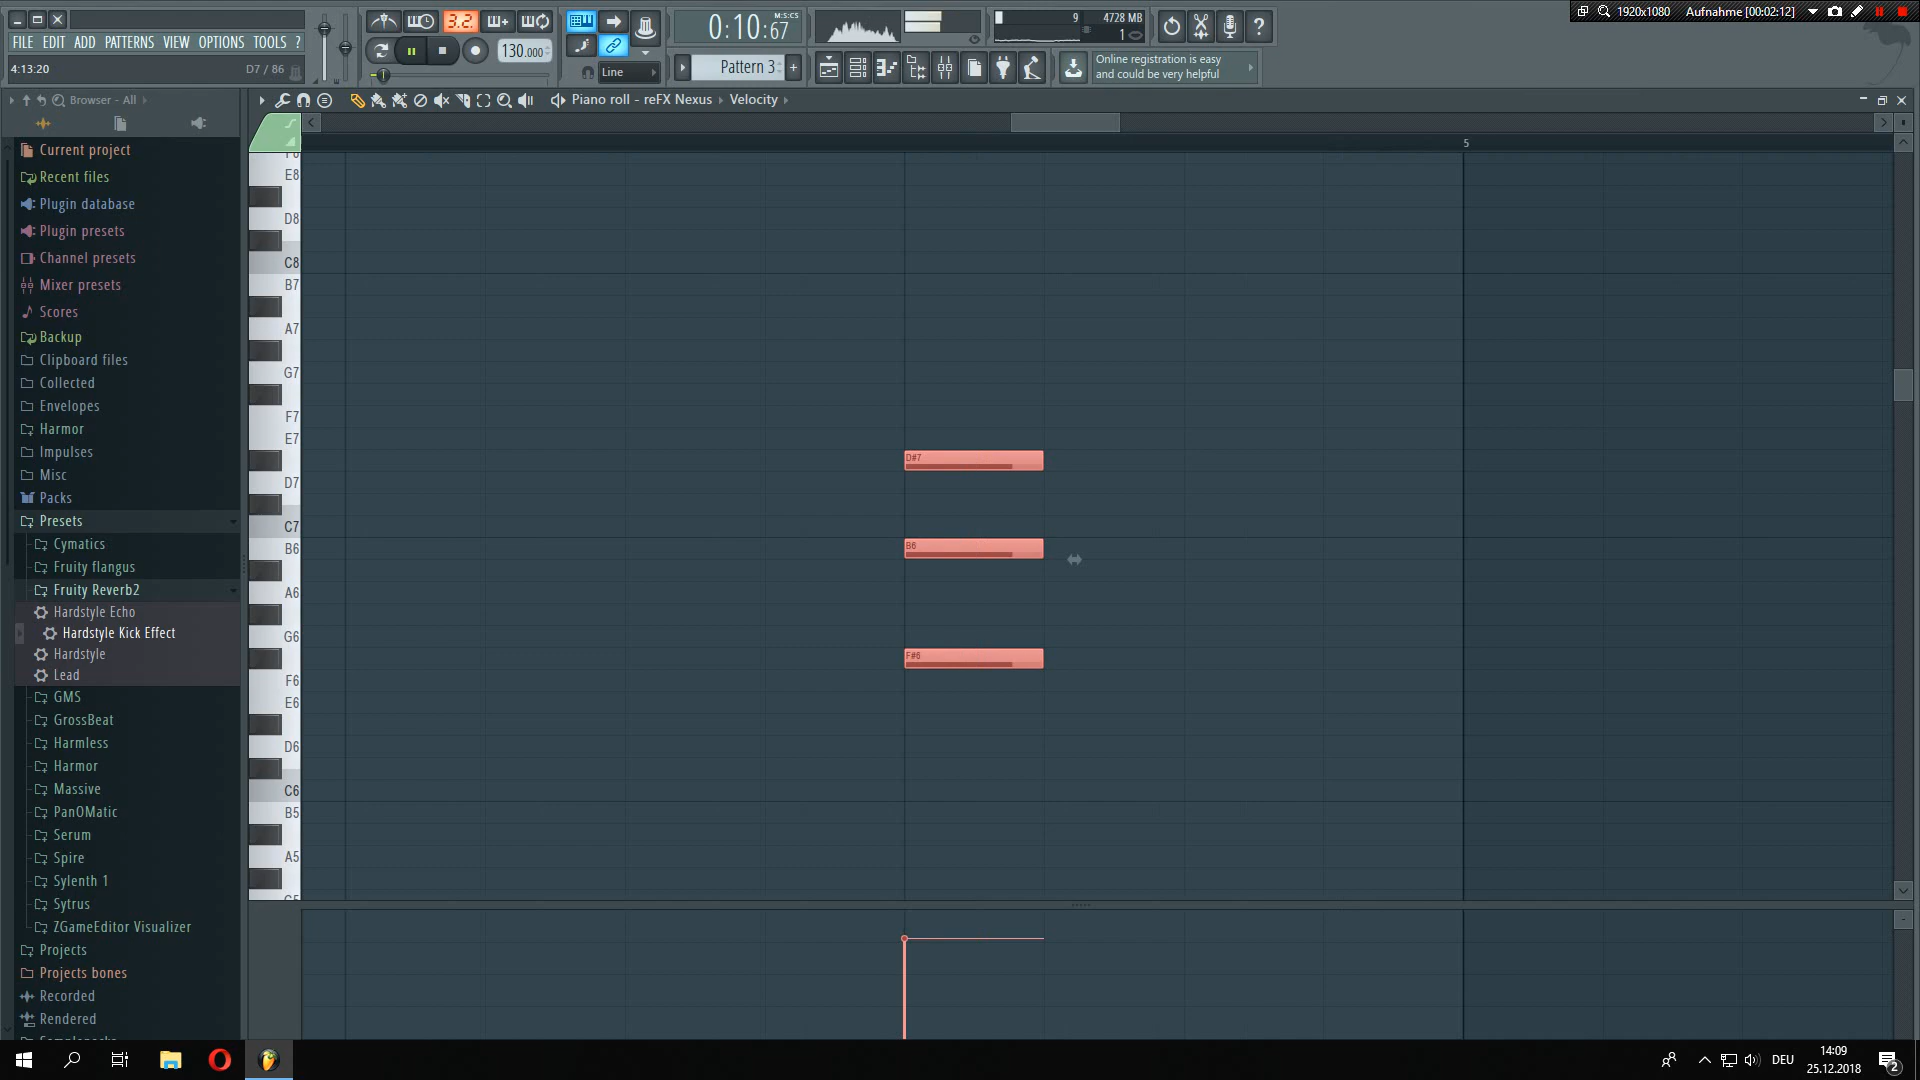 1920x1080 Aufnahme [00:02:12]
FILE EDIT ADD PATTERNS VIEW OPTIONS TOOLS ?
4:13:20 D7 / 86
3.2
130.000
Line
0:10:67 M:S:CS
Pattern 3
9 4728 MB
1
Online registration is easy
and could be very helpful
Browser - All
Piano roll - reFX Nexus Velocity
5
Current project
Recent files
Plugin database
Plugin presets
Channel presets
Mixer presets
Scores
Backup
Clipboard files
Collected
Envelopes
Harmor
Impulses
Misc
Packs
Presets
Cymatics
Fruity flangus
Fruity Reverb2
Hardstyle Echo
Hardstyle Kick Effect
Hardstyle
Lead
GMS
GrossBeat
Harmless
Harmor
Massive
PanOMatic
Serum
Spire
Sylenth 1
Sytrus
ZGameEditor Visualizer
Projects
Projects bones
Recorded
Rendered
E8
D8
C8
B7
A7
G7
F7
E7
D7
C7
B6
A6
G6
F6
E6
D6
C6
B5
A5
D#7
B6
F#6
DEU
14:09
25.12.2018
2